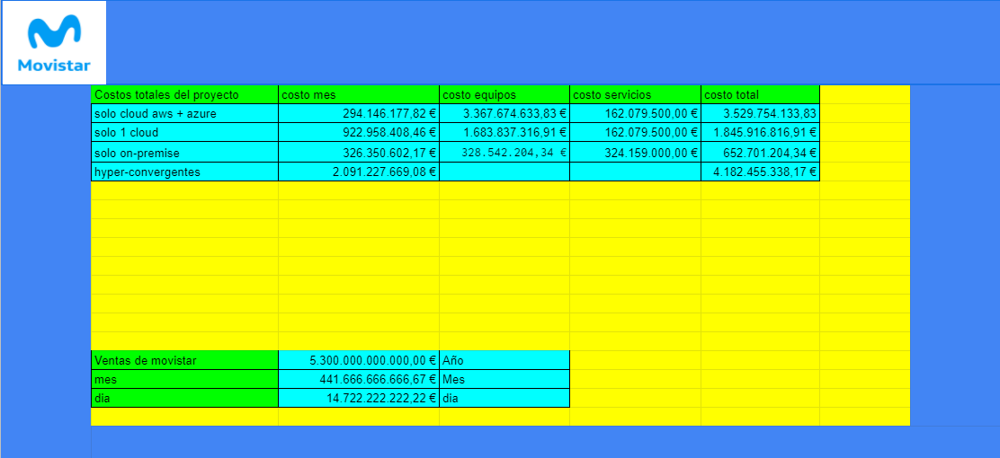 Movistar
Costos totales del proyecto costo mes costo equipos costo servicios costo total
solo cloud aws + azure 294.146.177,82 € 3.367.674.633,83 € 162.079.500,00 € 3.529.754.133,83
solo 1 cloud 922.958.408,46 € 1.683.837.316,91 € 162.079.500,00 € 1.845.916.816,91 €
solo on-premise 326.350.602,17 € 328.542.204,34 € 324.159.000,00 € 652.701.204,34 €
hyper-convergentes 2.091.227.669,08 € 4.182.455.338,17 €
Ventas de movistar 5.300.000.000.000,00 € Año
mes 441.666.666.666,67 € Mes
dia 14.722.222.222,22 € dia